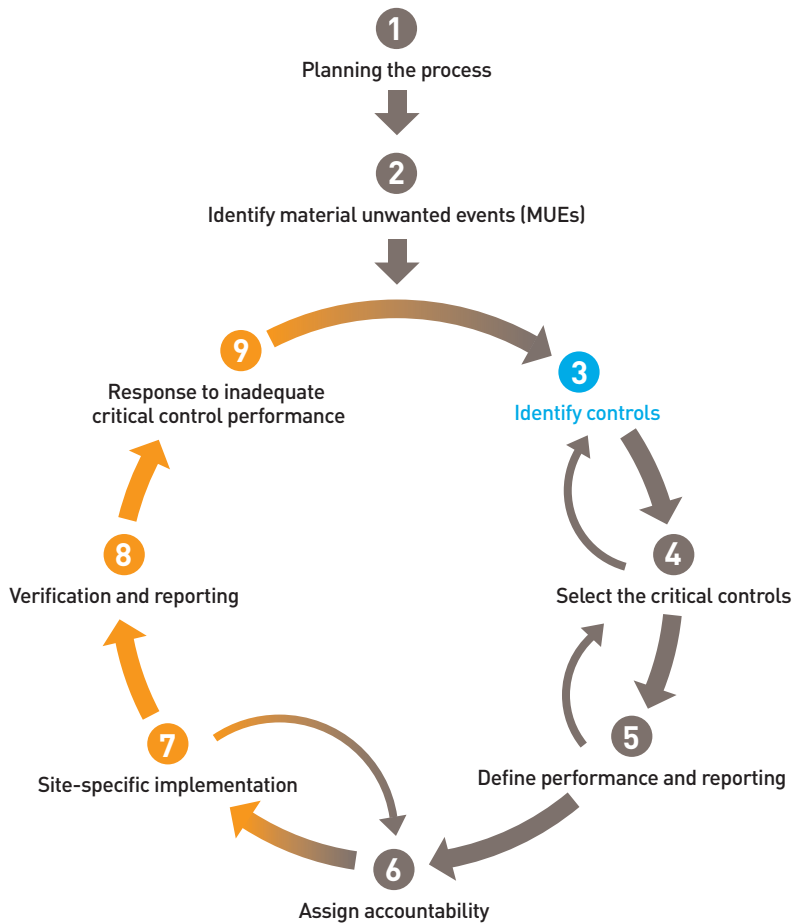 1
Planning the process
2
Identify material unwanted events (MUEs)
3
Identify controls
4
Select the critical controls
5
Define performance and reporting
6
Assign accountability
7
Site-specific implementation
8
Verification and reporting
9
Response to inadequate
critical control performance